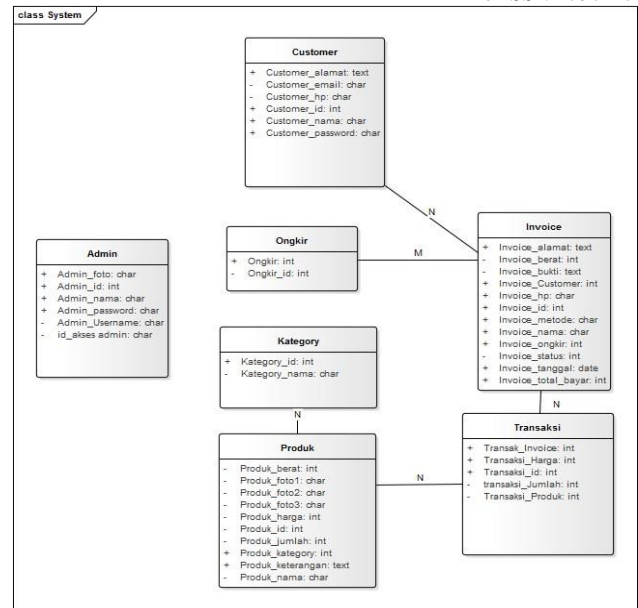 class System
Customer
+ Customer_alamat: text
- Customer_email: char
- Customer_hp: char
+ Customer_id: int
+ Customer_nama: char
+ Customer_password: char
N
Invoice
+ Invoice_alamat: text
- Invoice_berat: int
- Invoice_bukti: text
+ Invoice_Customer: int
+ Invoice_hp: char
+ Invoice_id: int
+ Invoice_metode: char
+ Invoice_nama: char
+ Invoice_ongkir: int
- Invoice_status: int
+ Invoice_tanggal: date
+ Invoice_total_bayar: int
Ongkir
+ Ongkir: int
- Ongkir_id: int
M
Admin
+ Admin_foto: char
+ Admin_id: int
+ Admin_nama: char
+ Admin_password: char
- Admin_Username: char
- id_akses admin: char
Kategory
+ Kategory_id: int
- Kategory_nama: char
N
N
Transaksi
+ Transak_Invoice: int
+ Transaksi_Harga: int
+ Transaksi_id: int
- transaksi_Jumlah: int
- Transaksi_Produk: int
Produk
- Produk_berat: int
- Produk_foto1: char
- Produk_foto2: char
- Produk_foto3: char
- Produk_harga: int
- Produk_id: int
- Produk_jumlah: int
+ Produk_kategory: int
+ Produk_keterangan: text
- Produk_nama: char
N